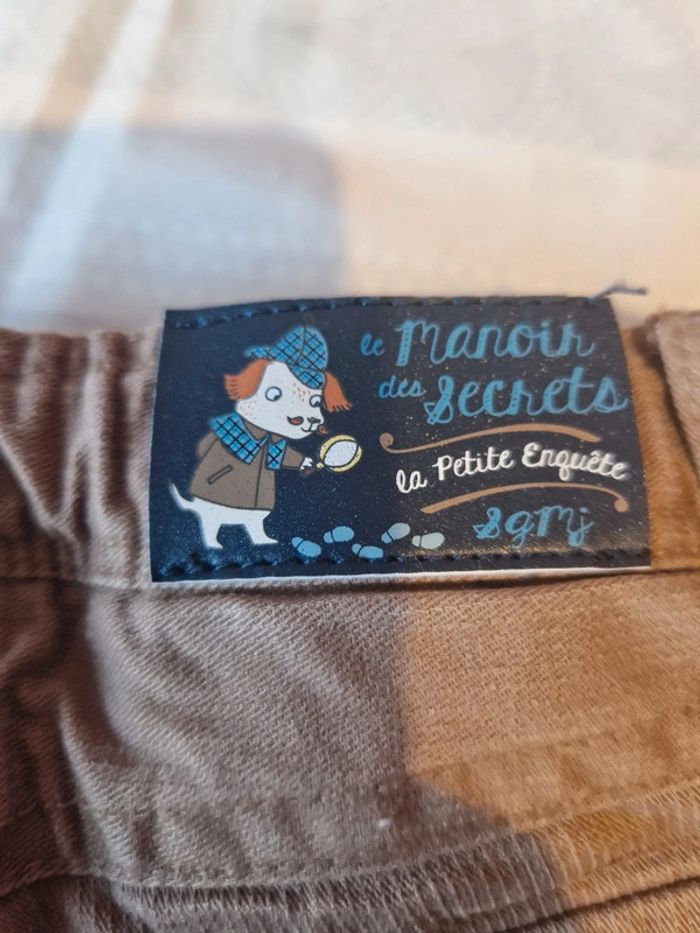 le Manoir
des Secrets
la Petite Enquête
SgMj